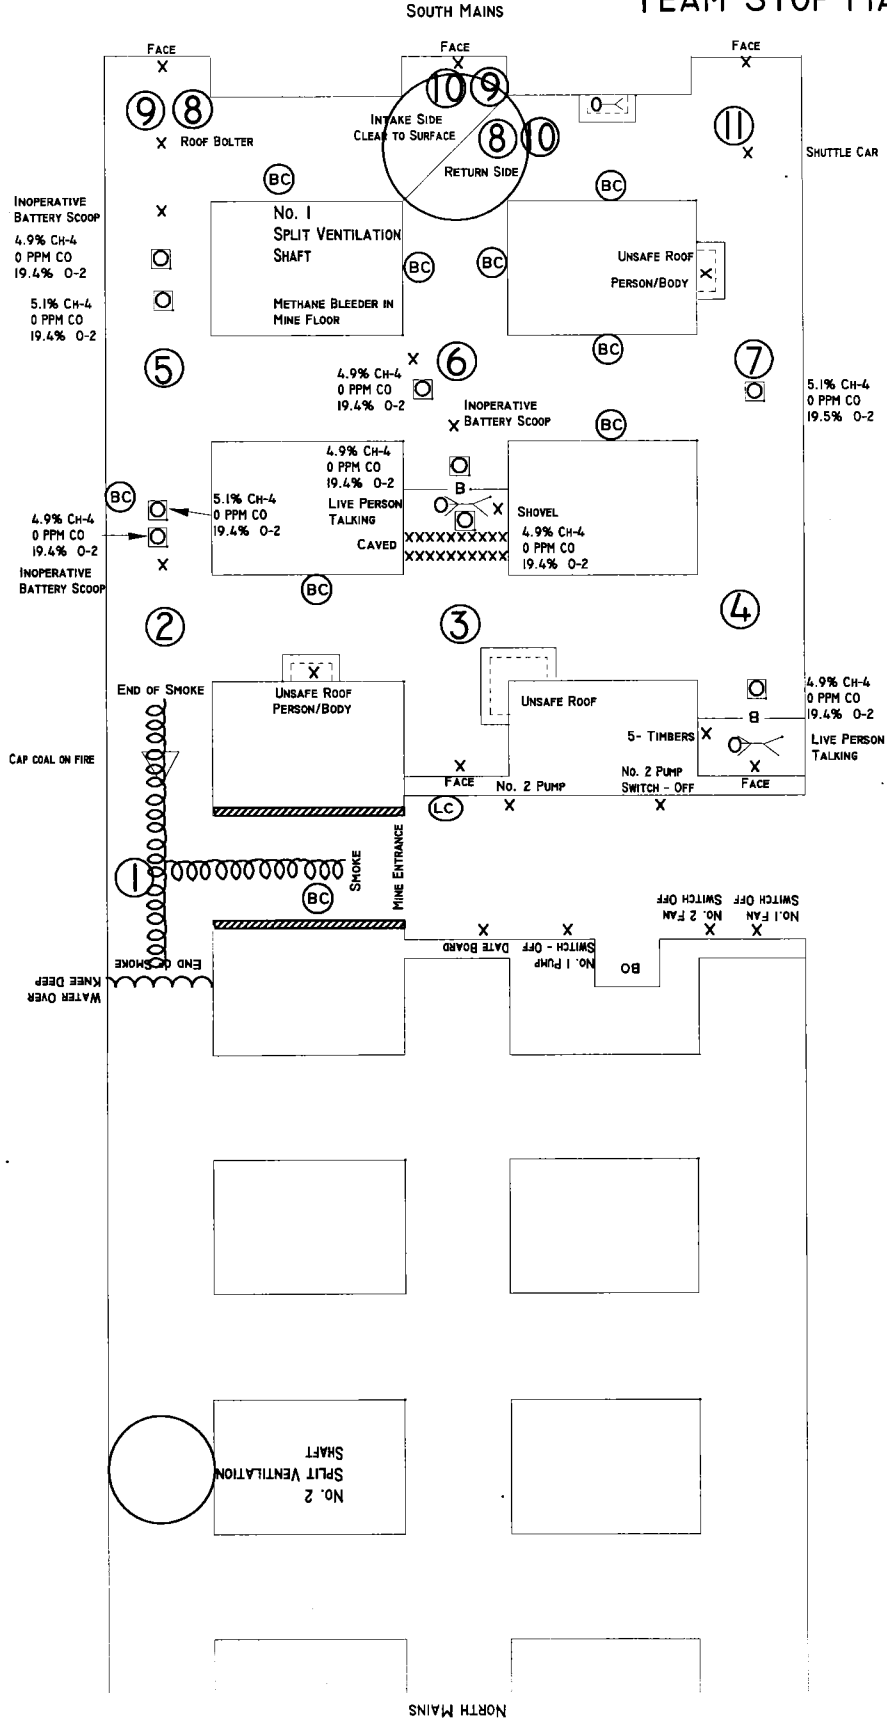 TEAM STOP MA
SOUTH MAINS
FACE
FACE
FACE
9
8
10
9
11
INTAKE SIDE
CLEAR TO SURFACE
8
10
ROOF BOLTER
RETURN SIDE
SHUTTLE CAR
BC
BC
INOPERATIVE
BATTERY SCOOP
4.9% CH-4
0 PPM CO
19.4% O-2
5.1% CH-4
0 PPM CO
19.4% O-2
No. 1
SPLIT VENTILATION
SHAFT
METHANE BLEEDER IN
MINE FLOOR
BC
BC
UNSAFE ROOF
PERSON/BODY
BC
5
6
7
4.9% CH-4
0 PPM CO
19.4% O-2
5.1% CH-4
0 PPM CO
19.5% O-2
INOPERATIVE
BATTERY SCOOP
BC
4.9% CH-4
0 PPM CO
19.4% O-2
B
LIVE PERSON
TALKING
SHOVEL
4.9% CH-4
0 PPM CO
19.4% O-2
CAVED
BC
5.1% CH-4
0 PPM CO
19.4% O-2
4.9% CH-4
0 PPM CO
19.4% O-2
INOPERATIVE
BATTERY SCOOP
BC
2
3
4
END OF SMOKE
UNSAFE ROOF
PERSON/BODY
UNSAFE ROOF
4.9% CH-4
0 PPM CO
19.4% O-2
B
5- TIMBERS
LIVE PERSON
TALKING
CAP COAL ON FIRE
FACE
No. 2 PUMP
No. 2 PUMP
SWITCH - OFF
FACE
LC
1
SMOKE
MINE ENTRANCE
BC
No. 2 FAN
SWITCH OFF
No. 1 FAN
SWITCH OFF
DATE BOARD
No. 1 PUMP
SWITCH - OFF
BO
END OF SMOKE
WATER OVER
KNEE DEEP
No. 2
SPLIT VENTILATION
SHAFT
NORTH MAINS